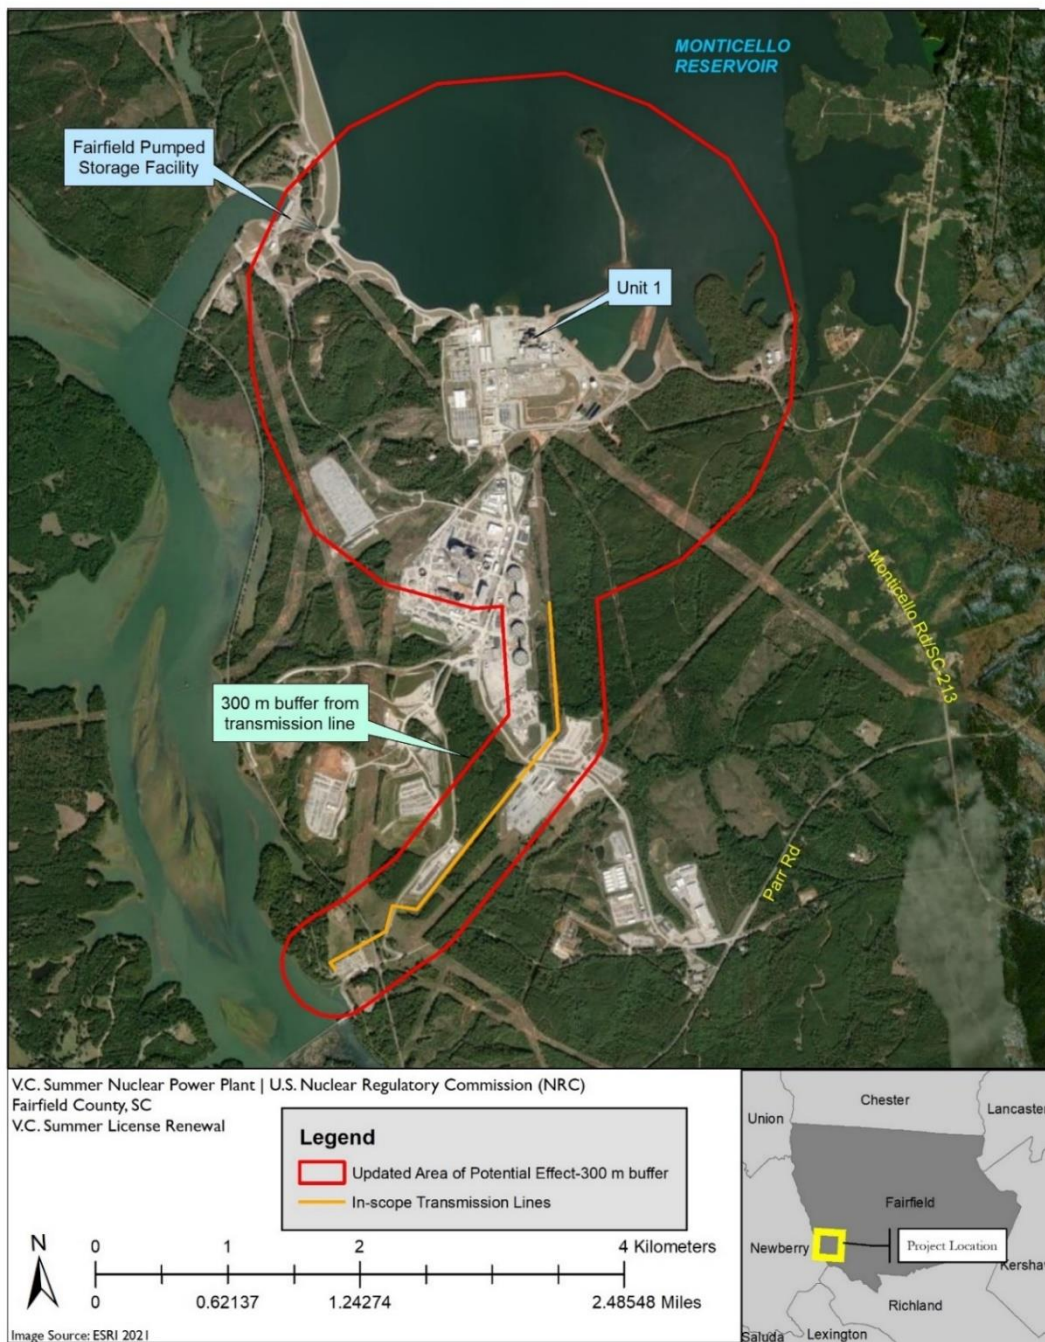 MONTICELLO
RESERVOIR
Fairfield Pumped
Storage Facility
Unit 1
Monticello Rd/SC-213
300 m buffer from
transmission line
Parr Rd
V.C. Summer Nuclear Power Plant | U.S. Nuclear Regulatory Commission (NRC)
Fairfield County, SC
V.C. Summer License Renewal
Legend
Updated Area of Potential Effect-300 m buffer
In-scope Transmission Lines
N
0 1 2 4 Kilometers
0 0.62137 1.24274 2.48548 Miles
Image Source: ESRI 2021
Chester
Union
Lancaster
Fairfield
Newberry
Project Location
Kersha
Richland
Saluda
Lexington